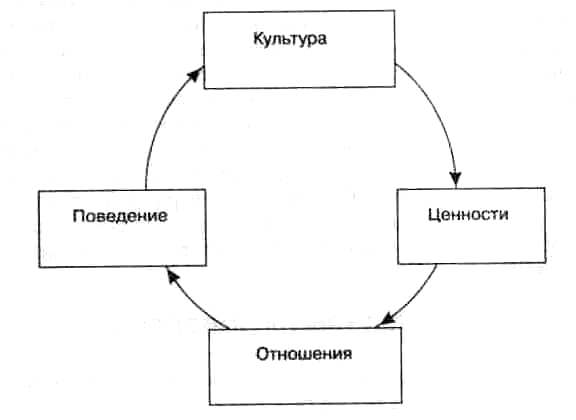 Культура
Поведение
Ценности
Отношения